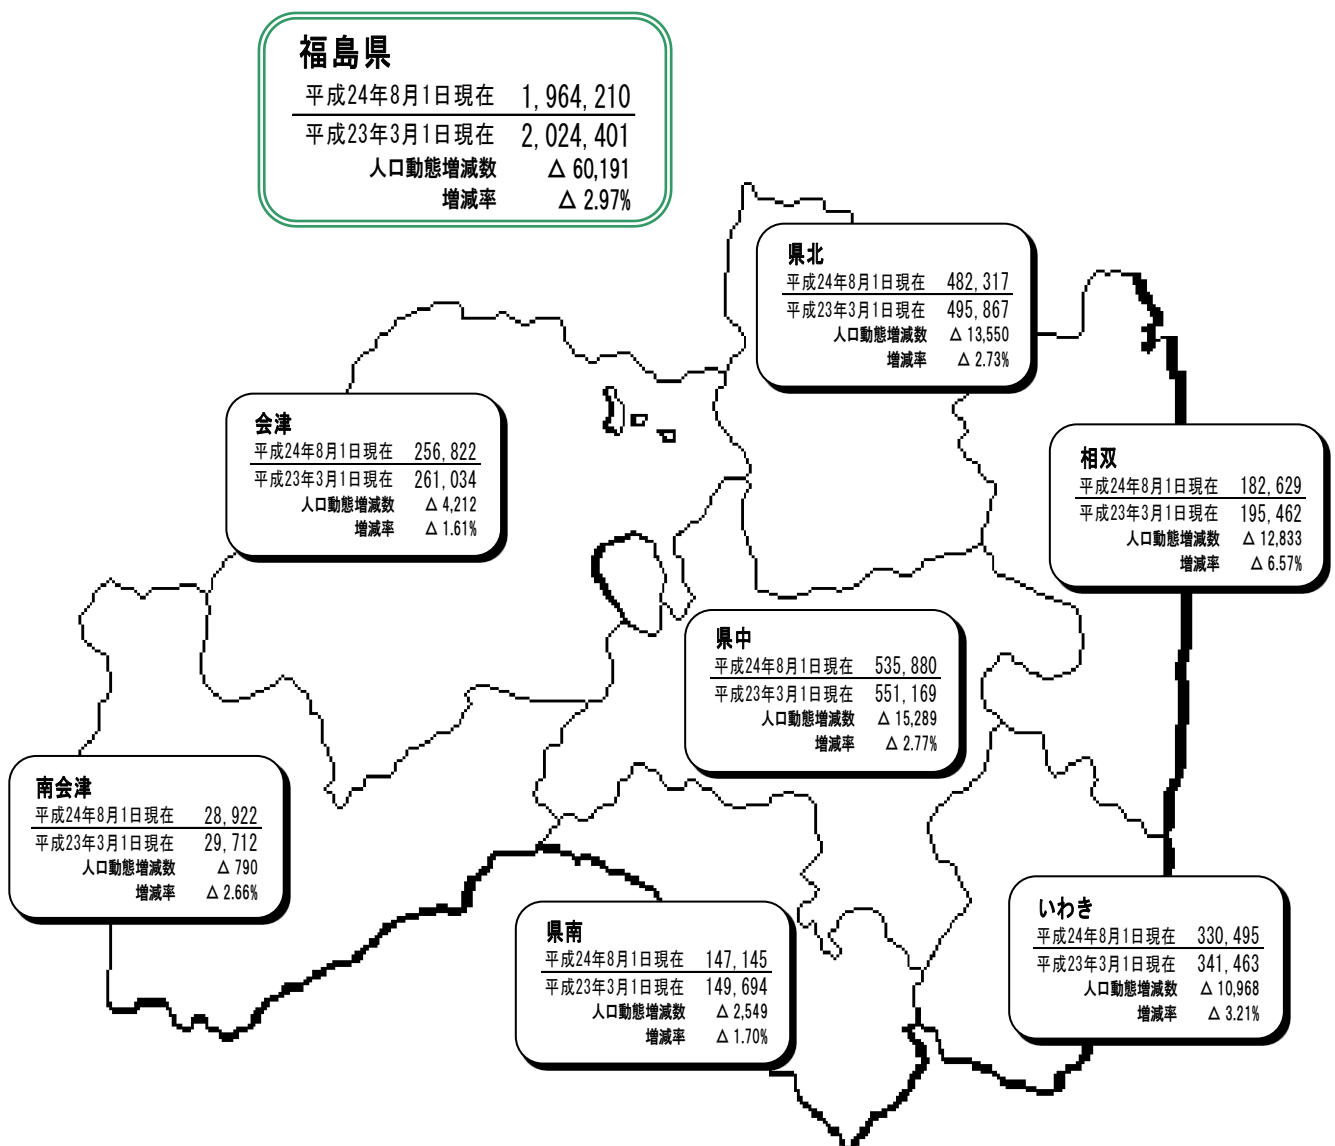 福島県
平成24年8月1日現在 1,964,210
平成23年3月1日現在 2,024,401
人口動態増減数 △ 60,191
増減率 △ 2.97%
県北
平成24年8月1日現在 482,317
平成23年3月1日現在 495,867
人口動態増減数 △ 13,550
増減率 △ 2.73%
会津
平成24年8月1日現在 256,822
平成23年3月1日現在 261,034
人口動態増減数 △ 4,212
増減率 △ 1.61%
相双
平成24年8月1日現在 182,629
平成23年3月1日現在 195,462
人口動態増減数 △ 12,833
増減率 △ 6.57%
県中
平成24年8月1日現在 535,880
平成23年3月1日現在 551,169
人口動態増減数 △ 15,289
増減率 △ 2.77%
南会津
平成24年8月1日現在 28,922
平成23年3月1日現在 29,712
人口動態増減数 △ 790
増減率 △ 2.66%
県南
平成24年8月1日現在 147,145
平成23年3月1日現在 149,694
人口動態増減数 △ 2,549
増減率 △ 1.70%
いわき
平成24年8月1日現在 330,495
平成23年3月1日現在 341,463
人口動態増減数 △ 10,968
増減率 △ 3.21%